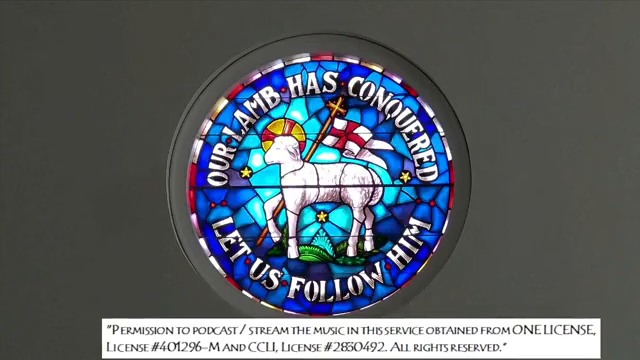 OUR LAMB HAS CONQUERED
LET US FOLLOW HIM
"Permission to podcast / stream the music in this service obtained from ONE LICENSE,
License #401296-M and CCLI, License #2830492. All rights reserved."